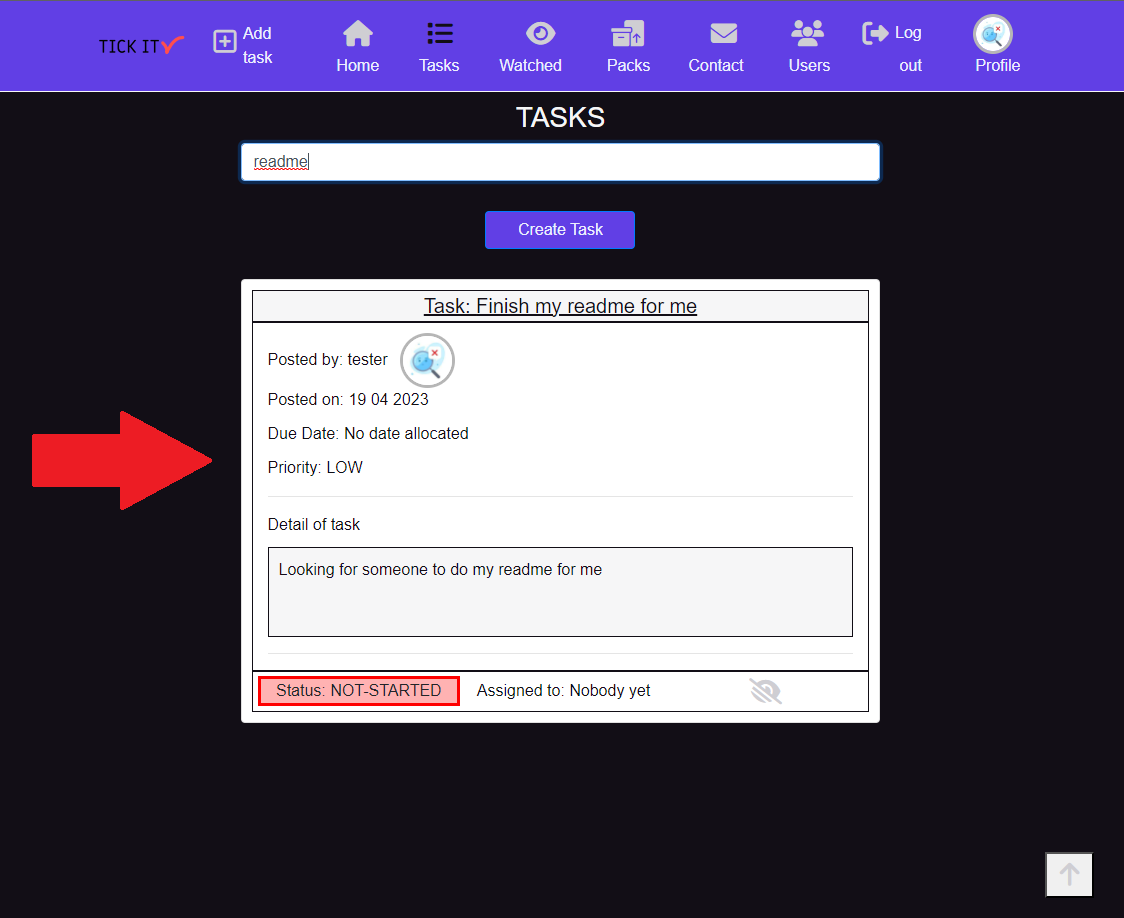 TICK IT
Add
task
Home
Tasks
Watched
Packs
Contact
Users
Log
out
Profile
TASKS
readme
Create Task
Task: Finish my readme for me
Posted by: tester
Posted on: 19 04 2023
Due Date: No date allocated
Priority: LOW
Detail of task
Looking for someone to do my readme for me
Status: NOT-STARTED
Assigned to: Nobody yet